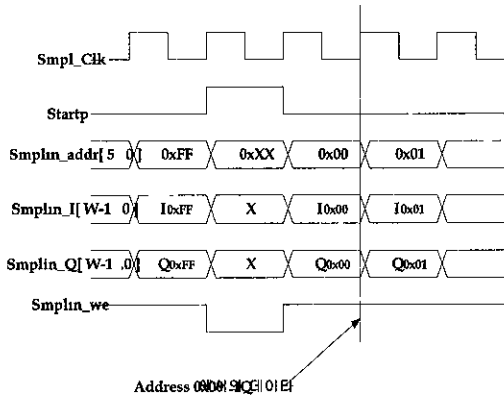 Smpl_Clk
Startp
Smplin_addr[5 0] 0xFF 0xXX 0x00 0x01
Smplin_I[W-1 0] I0xFF X I0x00 I0x01
Smplin_Q[W-1 .0] Q0xFF X Q0x00 Q0x01
Smplin_we
Address